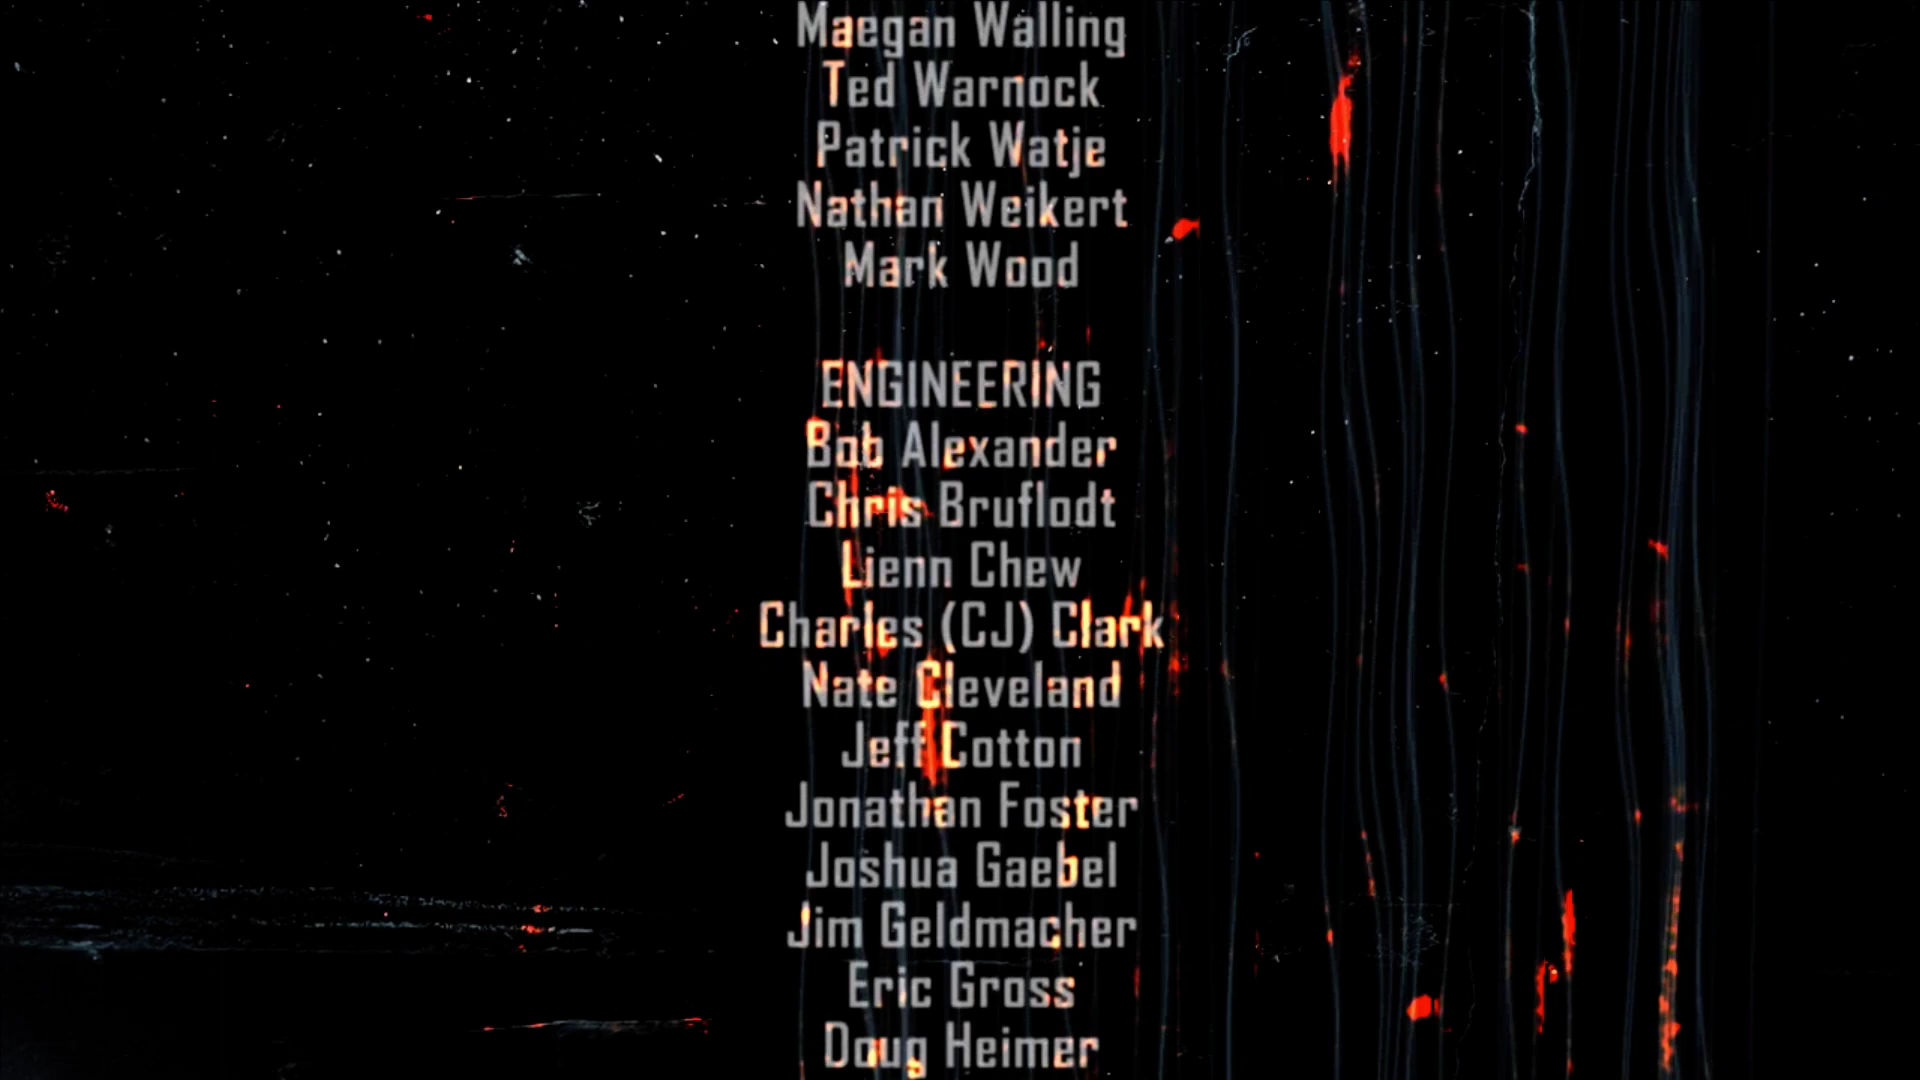 Maegan Walling
Ted Warnock
Patrick Watje
Nathan Weikert
Mark Wood
ENGINEERING
Bob Alexander
Chris Bruflodt
Lienn Chew
Charles (CJ) Clark
Nate Cleveland
Jeff Cotton
Jonathan Foster
Joshua Gaebel
Jim Geldmacher
Eric Gross
Doug Heimer